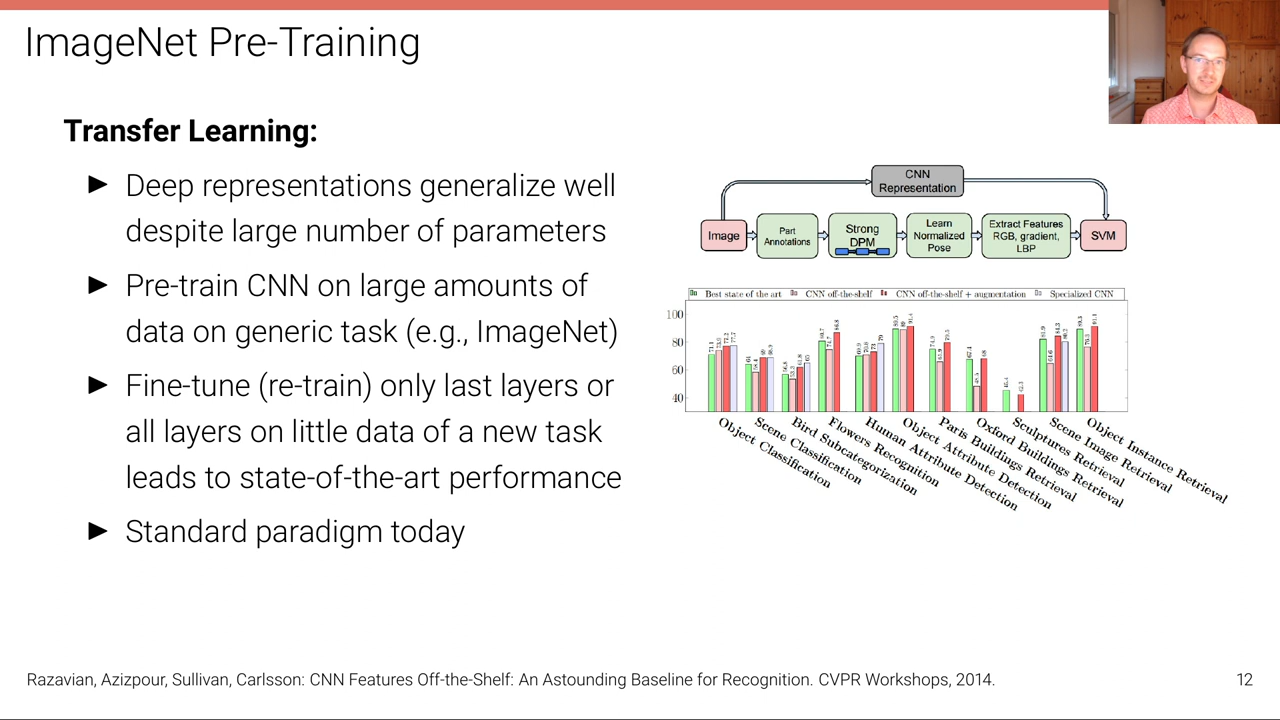 ImageNet Pre-Training
Transfer Learning:
► Deep representations generalize well
despite large number of parameters
► Pre-train CNN on large amounts of
data on generic task (e.g., ImageNet)
► Fine-tune (re-train) only last layers or
all layers on little data of a new task
leads to state-of-the-art performance
► Standard paradigm today
CNN
Representation
Image
Part
Annotations
Strong
DPM
Learn
Normalized
Pose
Extract Features
RGB, gradient,
LBP
SVM
Best state of the art
CNN off-the-shelf
CNN off-the-shelf + augmentation
Specialized CNN
100
80
60
40
Object Classification
Scene Classification
Bird Subcategorization
Flowers Recognition
Human Attribute Detection
Object Attribute Detection
Paris Buildings Retrieval
Oxford Buildings Retrieval
Sculptures Retrieval
Scene Image Retrieval
Object Instance Retrieval
Razavian, Azizpour, Sullivan, Carlsson: CNN Features Off-the-Shelf: An Astounding Baseline for Recognition. CVPR Workshops, 2014.
12